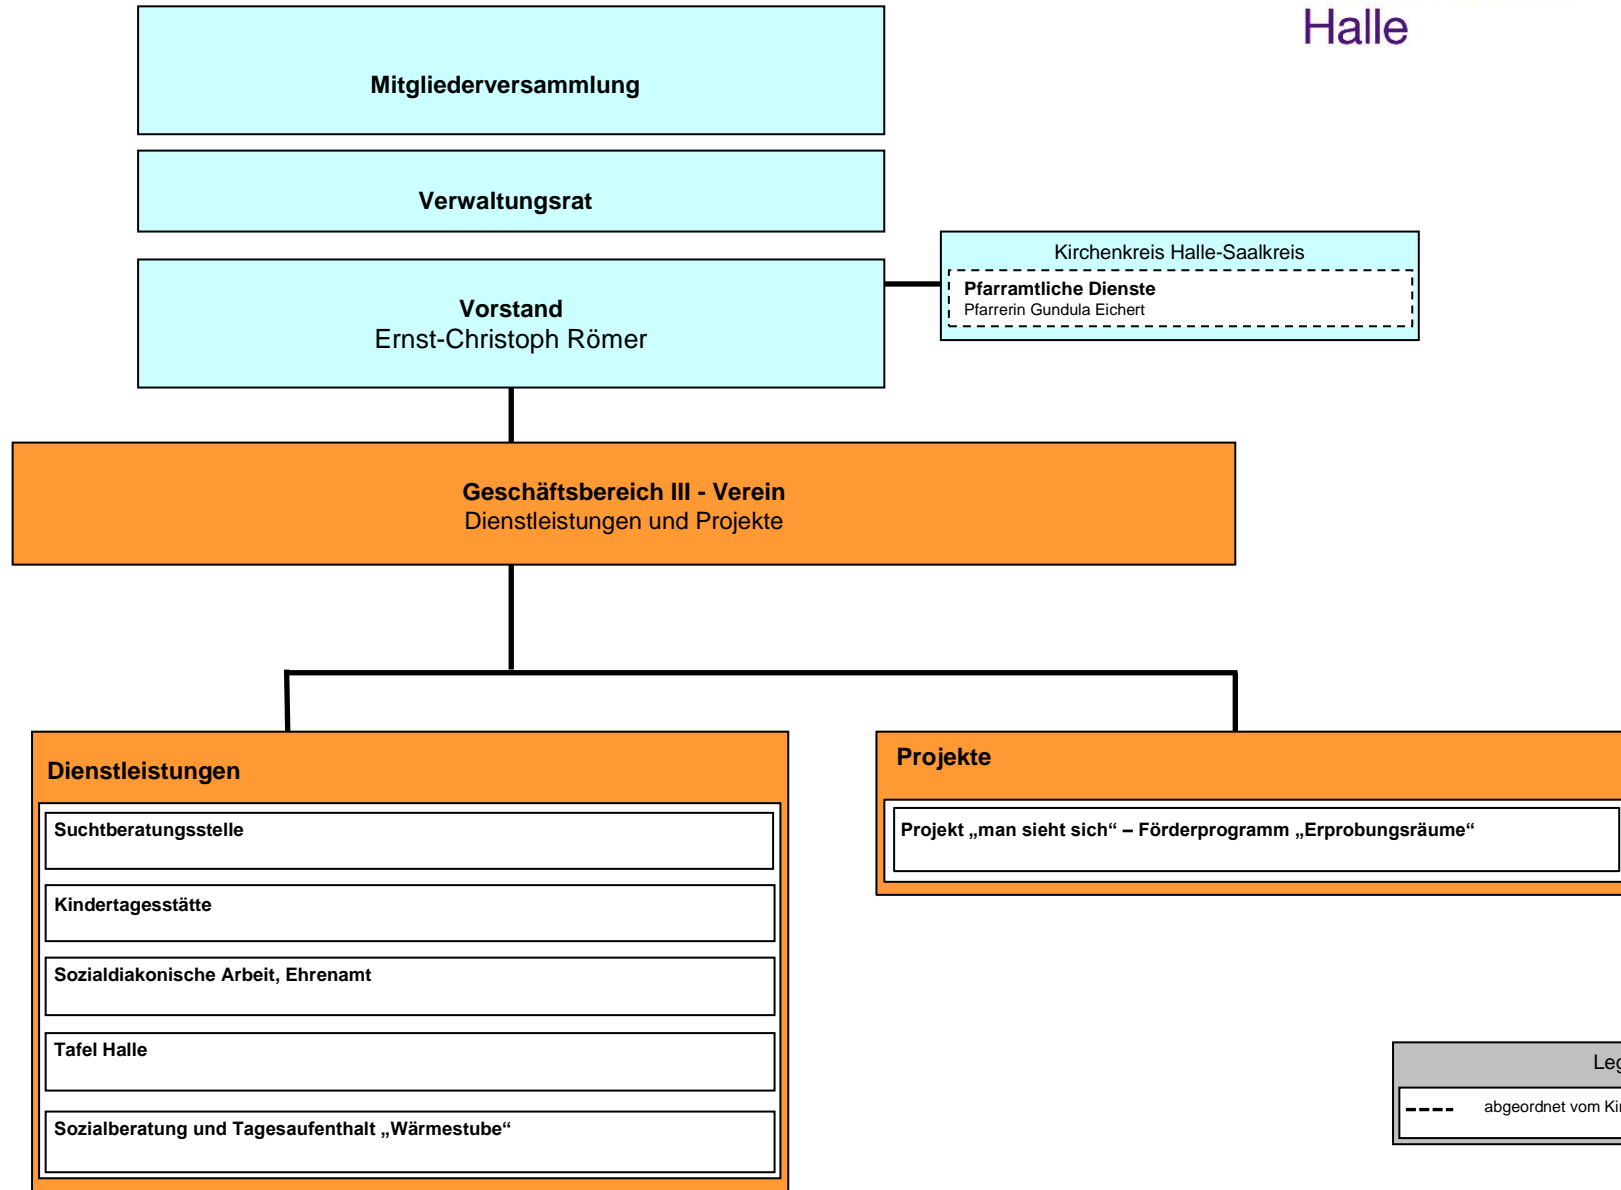 Halle
Mitgliederversammlung
Verwaltungsrat
Kirchenkreis Halle-Saalkreis
Pfarramtliche Dienste
Pfarrerin Gundula Eichert
Vorstand
Ernst-Christoph Römer
Geschäftsbereich III - Verein
Dienstleistungen und Projekte
Dienstleistungen
Suchtberatungsstelle
Kindertagesstätte
Sozialdiakonische Arbeit, Ehrenamt
Tafel Halle
Sozialberatung und Tagesaufenthalt „Wärmestube“
Projekte
Projekt „man sieht sich“ – Förderprogramm „Erprobungsräume“
abgeordnet vom